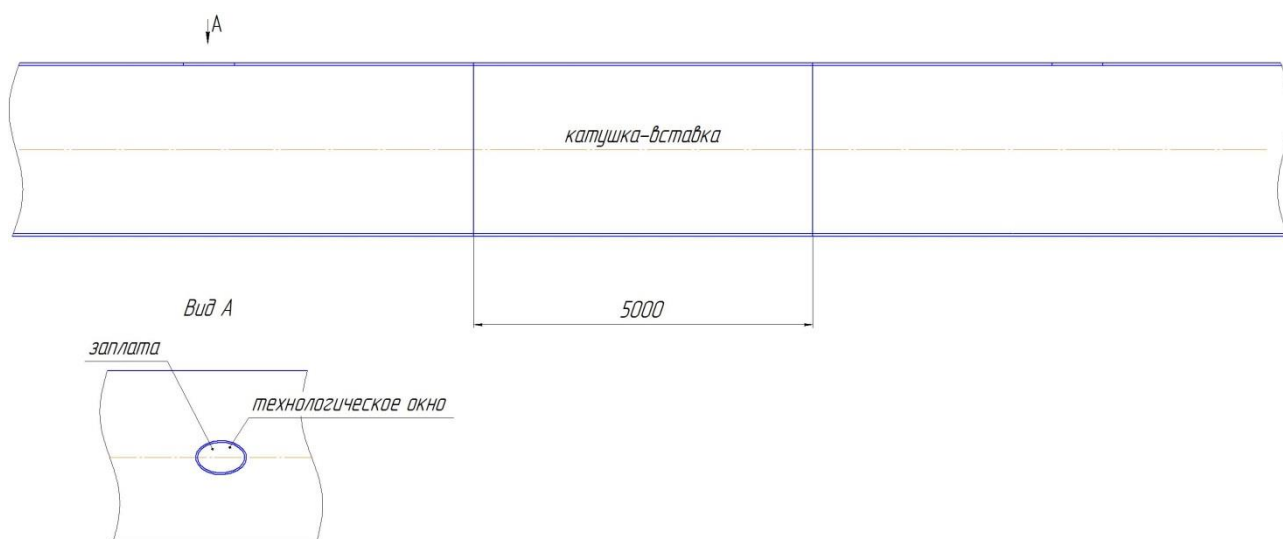 А
катушка-вставка
5000
Вид А
заплата
технологическое окно